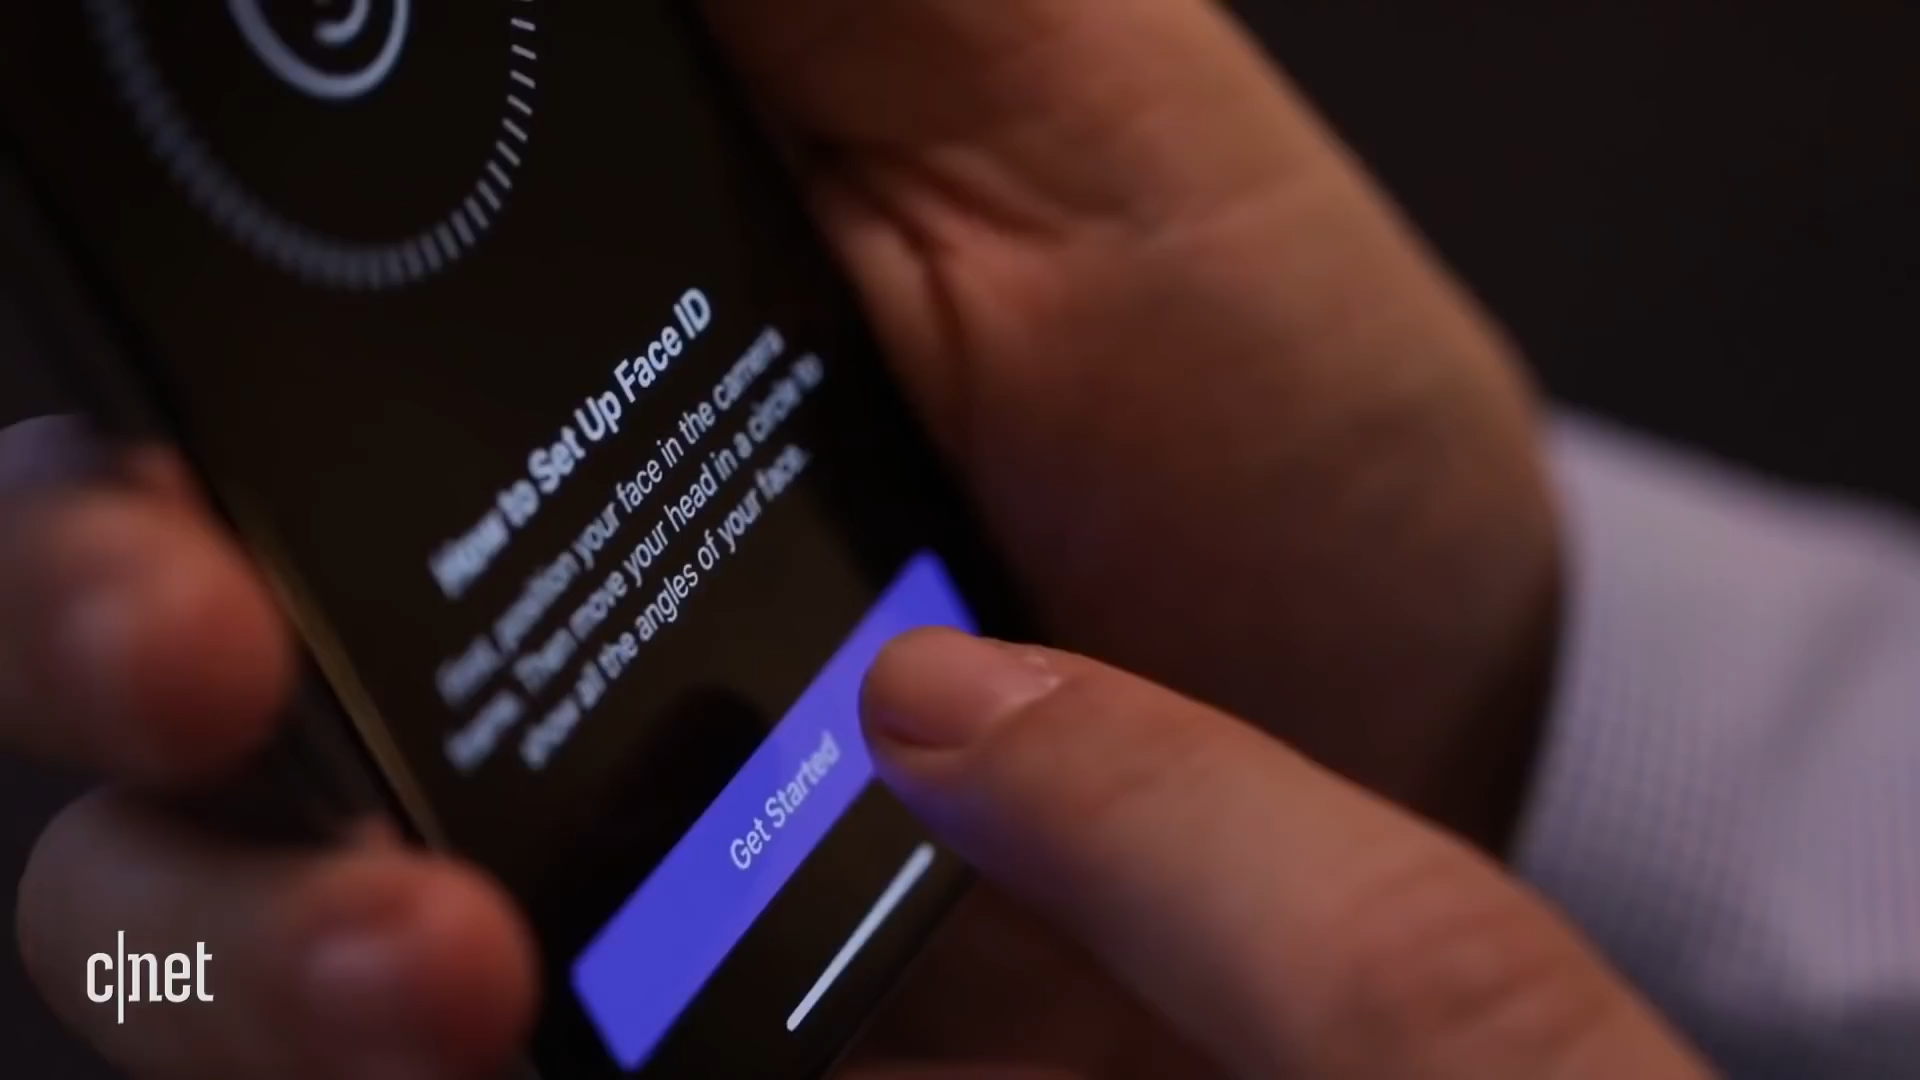 How to Set Up Face ID
First, position your face in the camera
frame. Then move your head in a circle to
show all the angles of your face.
Get Started
c|net